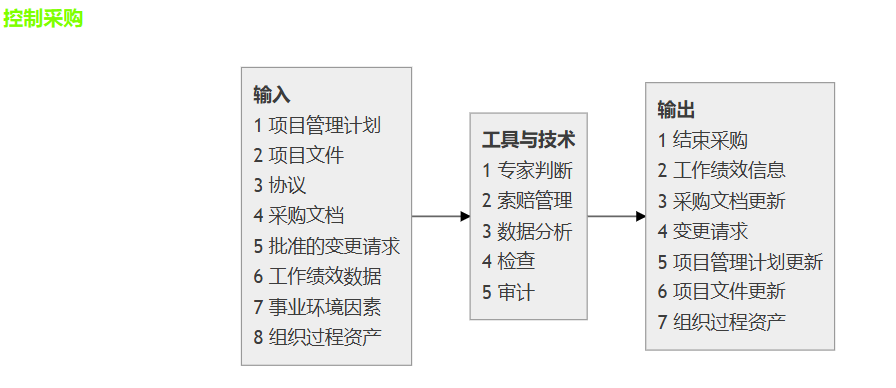 控制采购
输入
1 项目管理计划
2 项目文件
3 协议
4 采购文档
5 批准的变更请求
6 工作绩效数据
7 事业环境因素
8 组织过程资产
工具与技术
1 专家判断
2 索赔管理
3 数据分析
4 检查
5 审计
输出
1 结束采购
2 工作绩效信息
3 采购文档更新
4 变更请求
5 项目管理计划更新
6 项目文件更新
7 组织过程资产